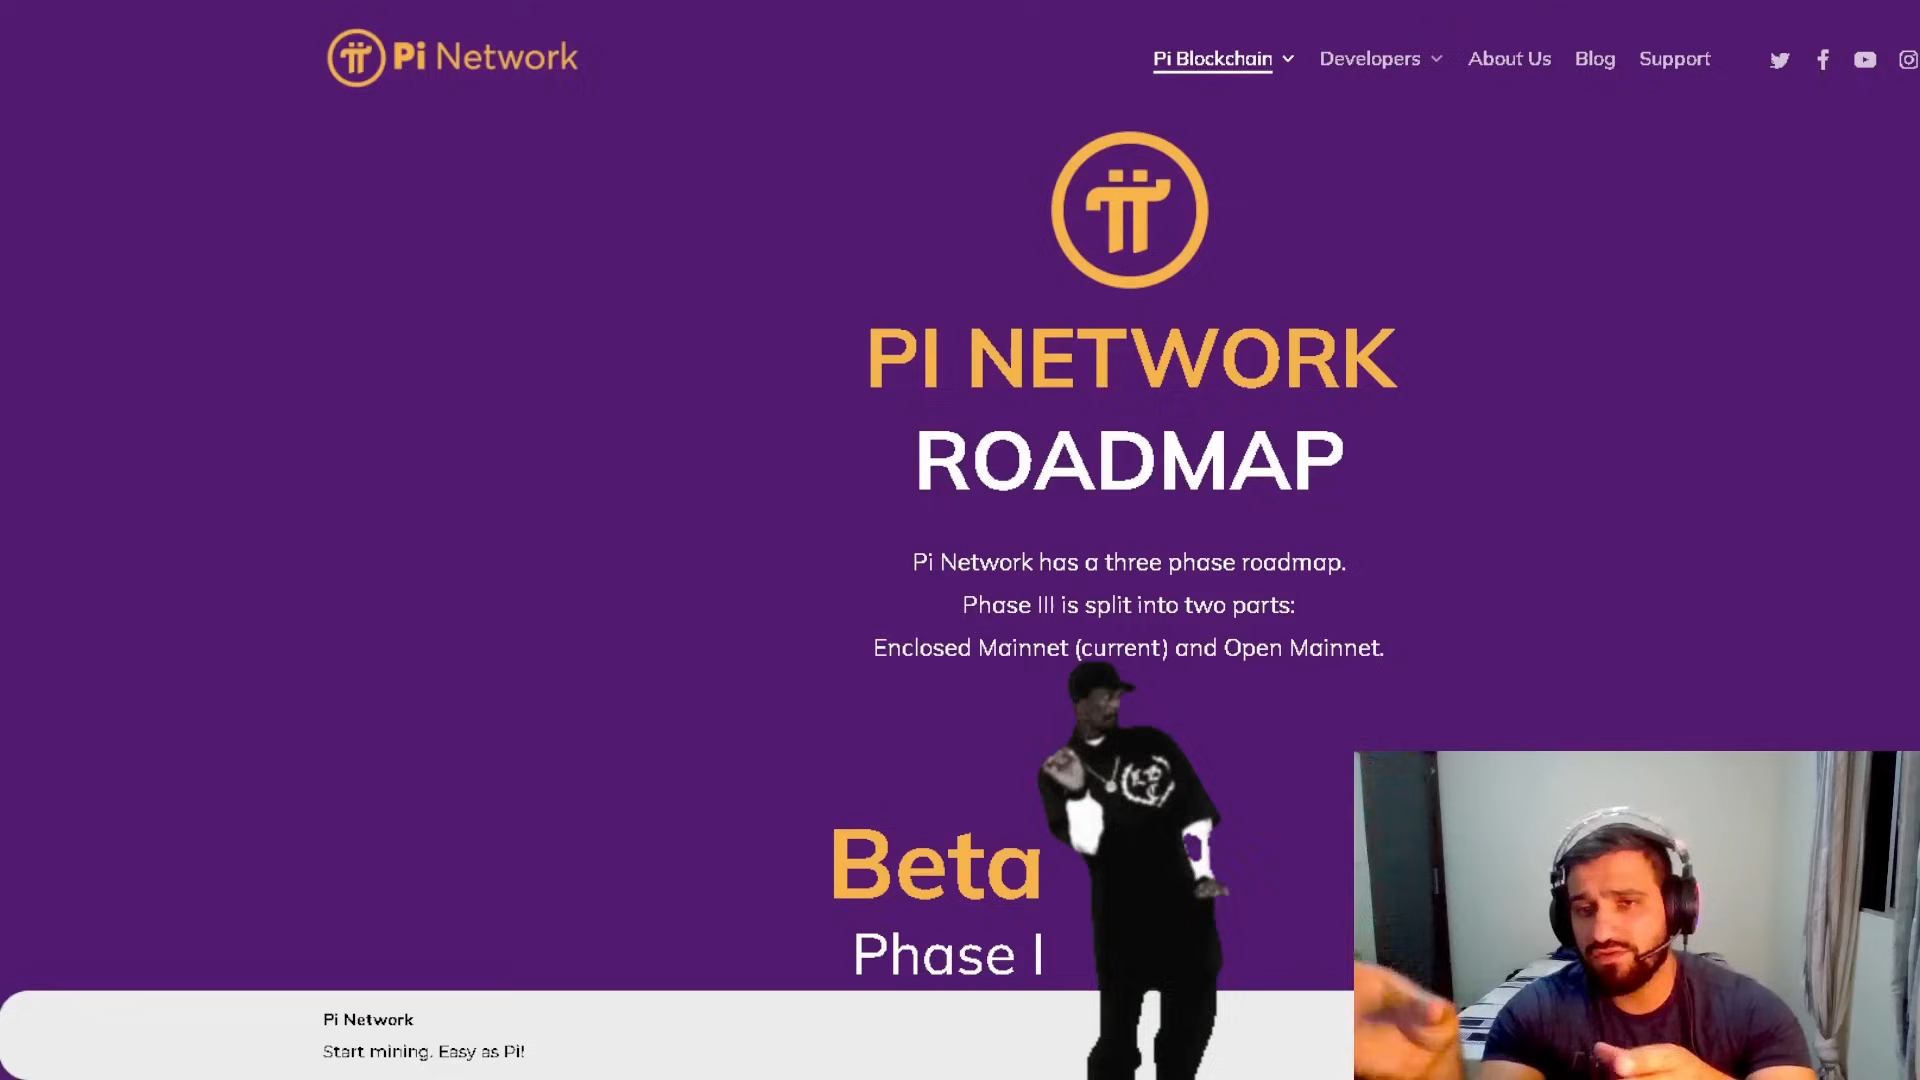 Pi Network
Pi Blockchain
Developers
About Us
Blog
Support
PI NETWORK
ROADMAP
Pi Network has a three phase roadmap.
Phase III is split into two parts:
Enclosed Mainnet (current) and Open Mainnet.
Beta
Phase I
Pi Network
Start mining. Easy as Pi!